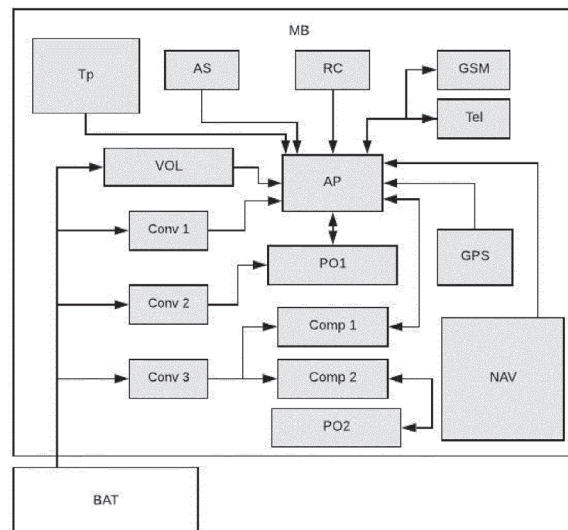 MB
Tp
AS
RC
GSM
Tel
VOL
AP
Conv 1
PO1
GPS
Conv 2
Comp 1
Conv 3
Comp 2
NAV
PO2
BAT